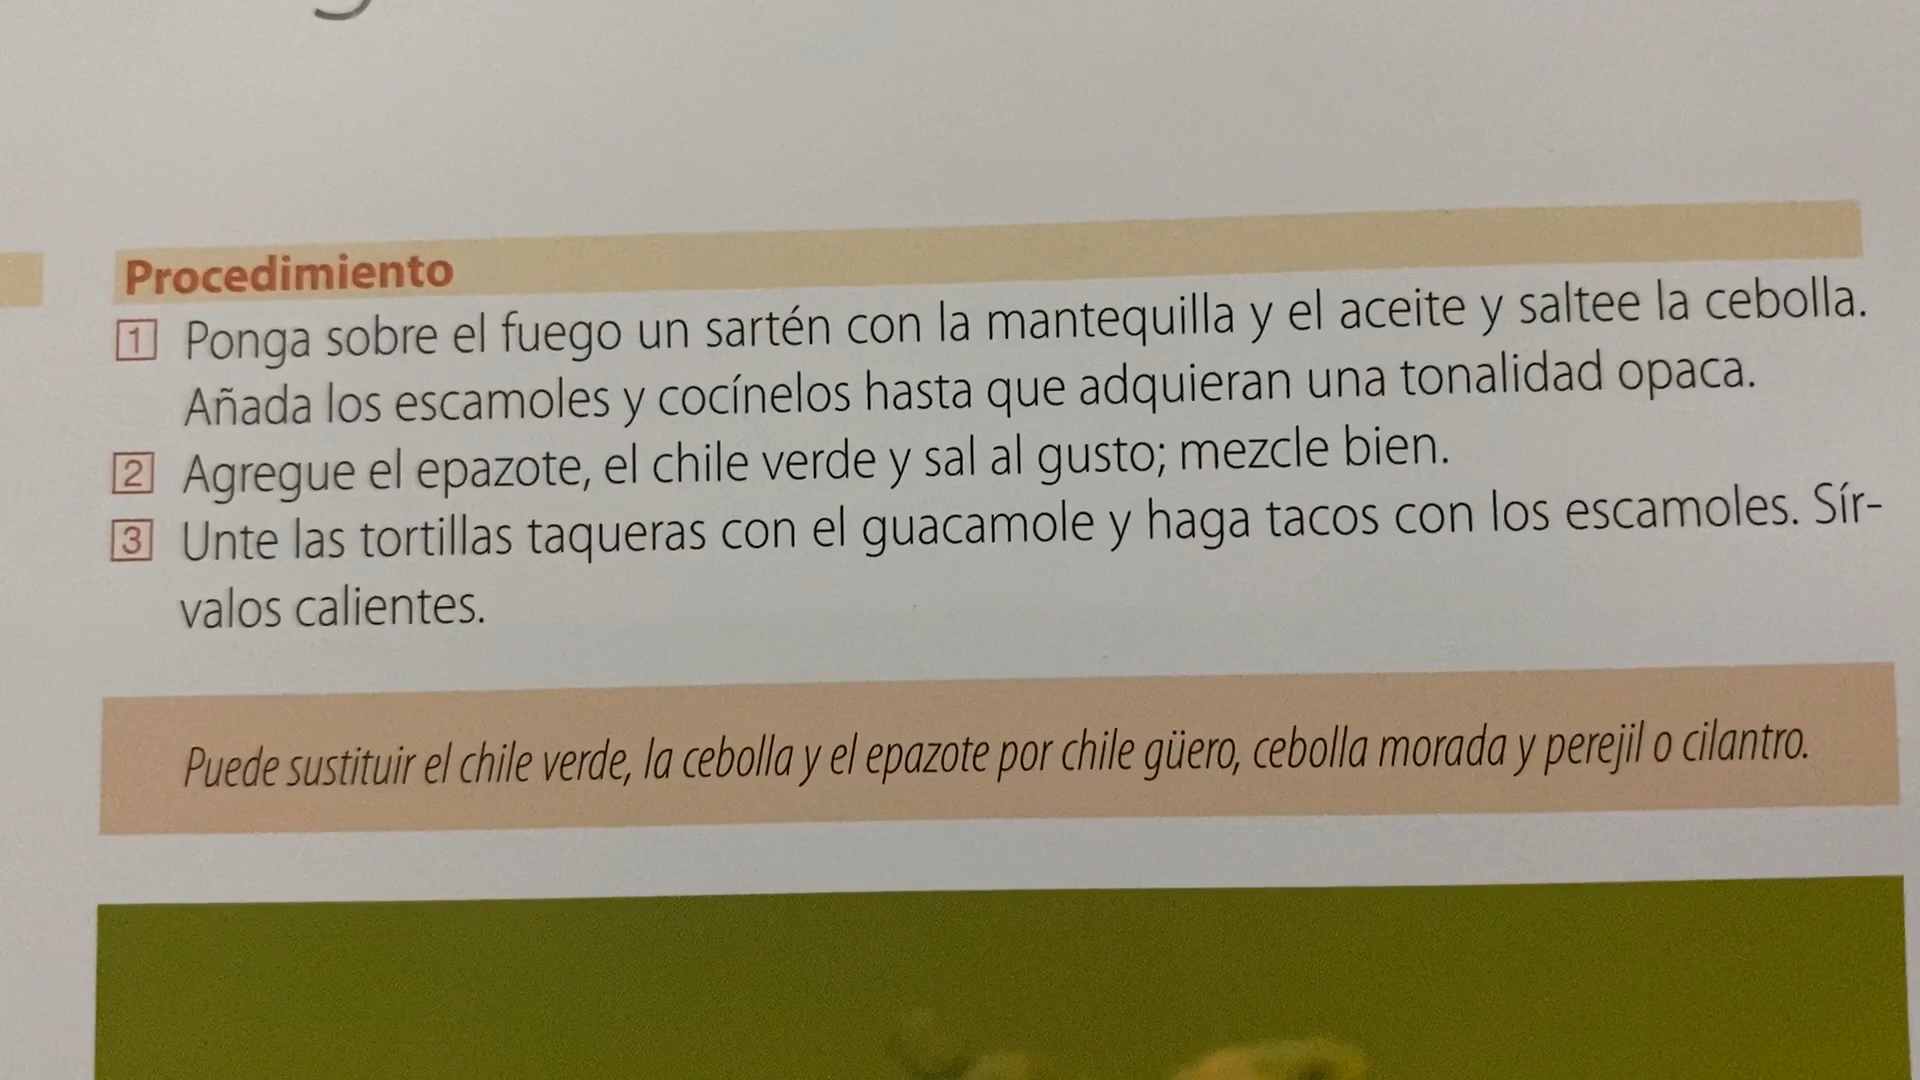 Procedimiento
1 Ponga sobre el fuego un sartén con la mantequilla y el aceite y saltee la cebolla.
Añada los escamoles y cocínelos hasta que adquieran una tonalidad opaca.
2 Agregue el epazote, el chile verde y sal al gusto; mezcle bien.
3 Unte las tortillas taqueras con el guacamole y haga tacos con los escamoles. Sír-
valos calientes.
Puede sustituir el chile verde, la cebolla y el epazote por chile güero, cebolla morada y perejil o cilantro.